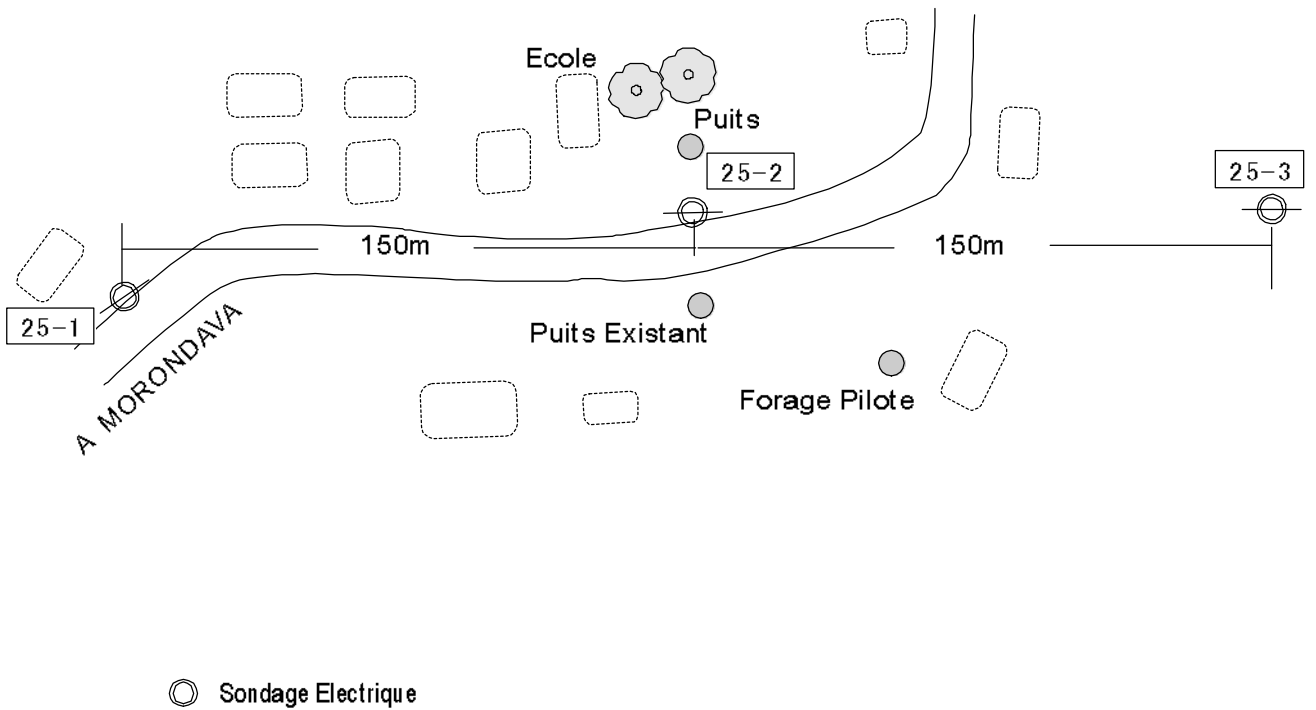 Ecole
Puits
25-2
25-3
150m
150m
25-1
Puits Existant
A MORONDAVA
Forage Pilote
Sondage Electrique